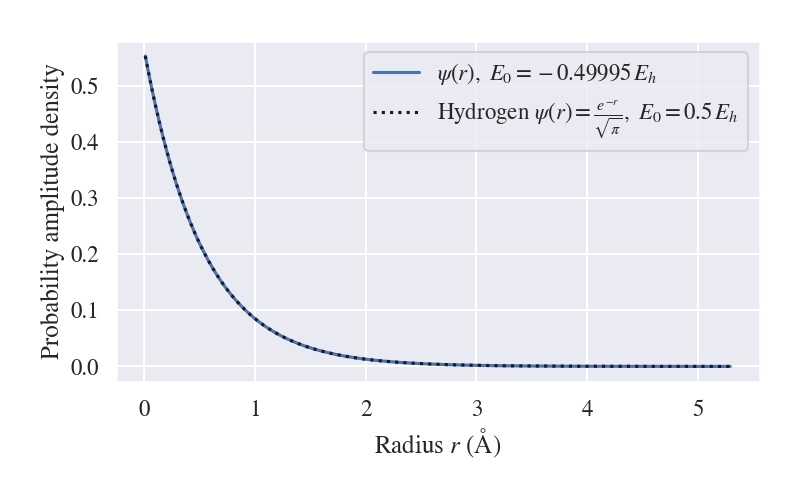 ψ(r), E₀ = −0.49995 Eₕ
Hydrogen ψ(r) = e⁻ʳ/√π, E₀ = 0.5 Eₕ
Probability amplitude density
0.5
0.4
0.3
0.2
0.1
0.0
0 1 2 3 4 5
Radius r (Å)